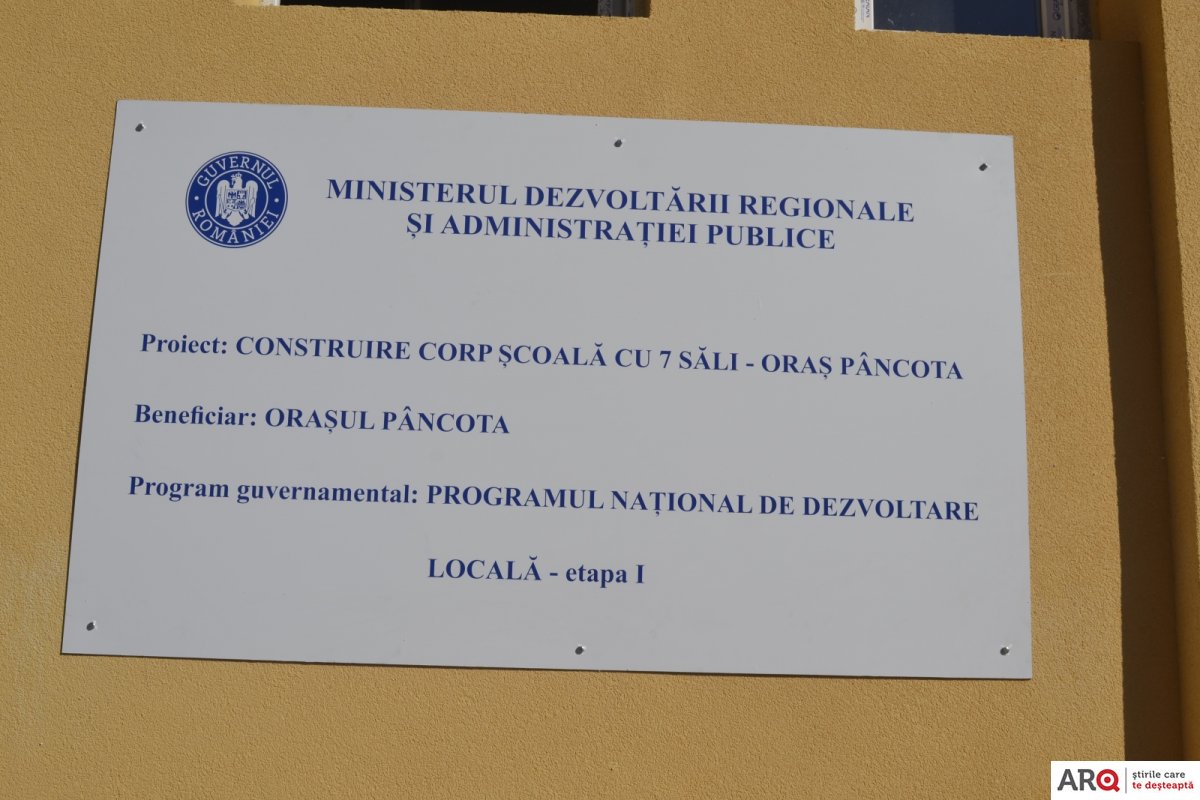 GUVERNUL ROMÂNIEI
MINISTERUL DEZVOLTĂRII REGIONALE
ȘI ADMINISTRAȚIEI PUBLICE
Proiect: CONSTRUIRE CORP ȘCOALĂ CU 7 SĂLI - ORAȘ PÂNCOTA
Beneficiar: ORAȘUL PÂNCOTA
Program guvernamental: PROGRAMUL NAȚIONAL DE DEZVOLTARE
LOCALĂ - etapa I
ARQ
știrile care
te deșteaptă